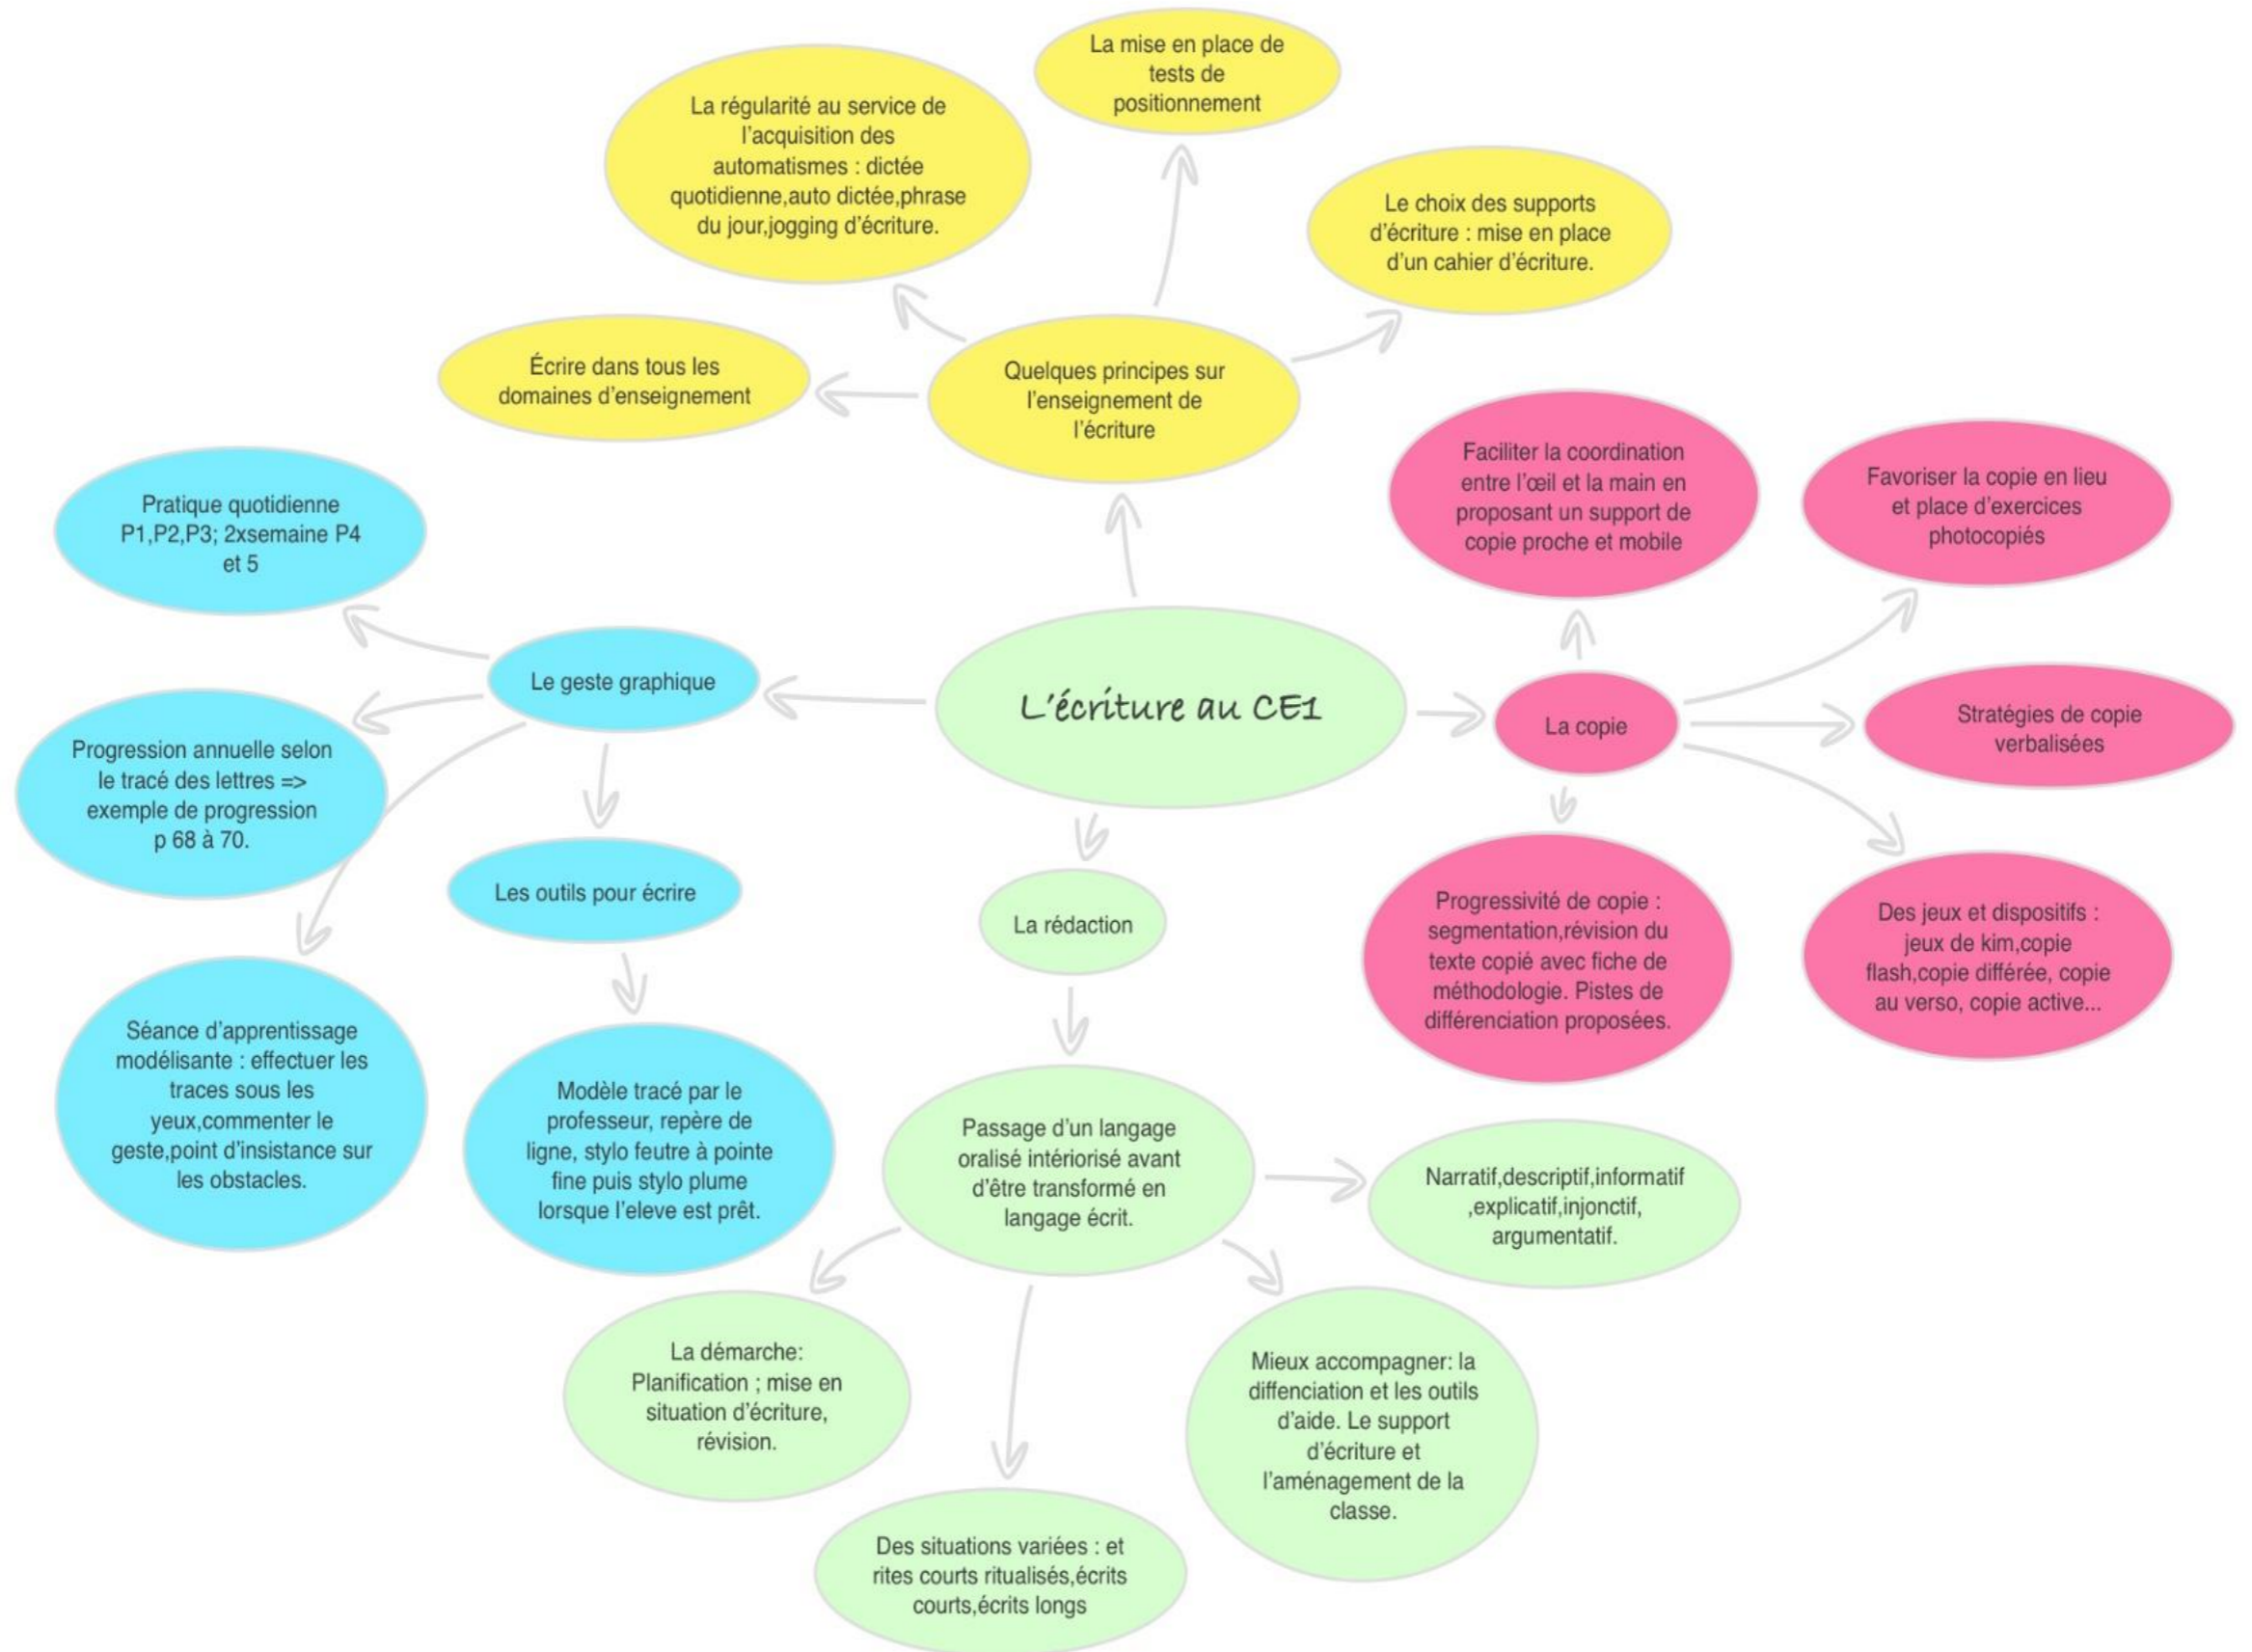 La mise en place de
tests de
positionnement
La régularité au service de
l'acquisition des
automatismes : dictée
quotidienne,auto dictée,phrase
du jour,jogging d'écriture.
Le choix des supports
d'écriture : mise en place
d'un cahier d'écriture.
Écrire dans tous les
domaines d'enseignement
Quelques principes sur
l'enseignement de
l'écriture
Faciliter la coordination
entre l'œil et la main en
proposant un support de
copie proche et mobile
Favoriser la copie en lieu
et place d'exercices
photocopiés
Pratique quotidienne
P1,P2,P3; 2xsemaine P4
et 5
Le geste graphique
L'écriture au CE1
La copie
Stratégies de copie
verbalisées
Progression annuelle selon
le tracé des lettres =>
exemple de progression
p 68 à 70.
Les outils pour écrire
La rédaction
Progressivité de copie :
segmentation,révision du
texte copié avec fiche de
méthodologie. Pistes de
différenciation proposées.
Des jeux et dispositifs :
jeux de kim,copie
flash,copie différée, copie
au verso, copie active...
Séance d'apprentissage
modélisante : effectuer les
traces sous les
yeux,commenter le
geste,point d'insistance sur
les obstacles.
Modèle tracé par le
professeur, repère de
ligne, stylo feutre à pointe
fine puis stylo plume
lorsque l'eleve est prêt.
Passage d'un langage
oralisé intériorisé avant
d'être transformé en
langage écrit.
Narratif,descriptif,informatif
,explicatif,injonctif,
argumentatif.
La démarche:
Planification ; mise en
situation d'écriture,
révision.
Mieux accompagner: la
diffenciation et les outils
d'aide. Le support
d'écriture et
l'aménagement de la
classe.
Des situations variées : et
rites courts ritualisés,écrits
courts,écrits longs